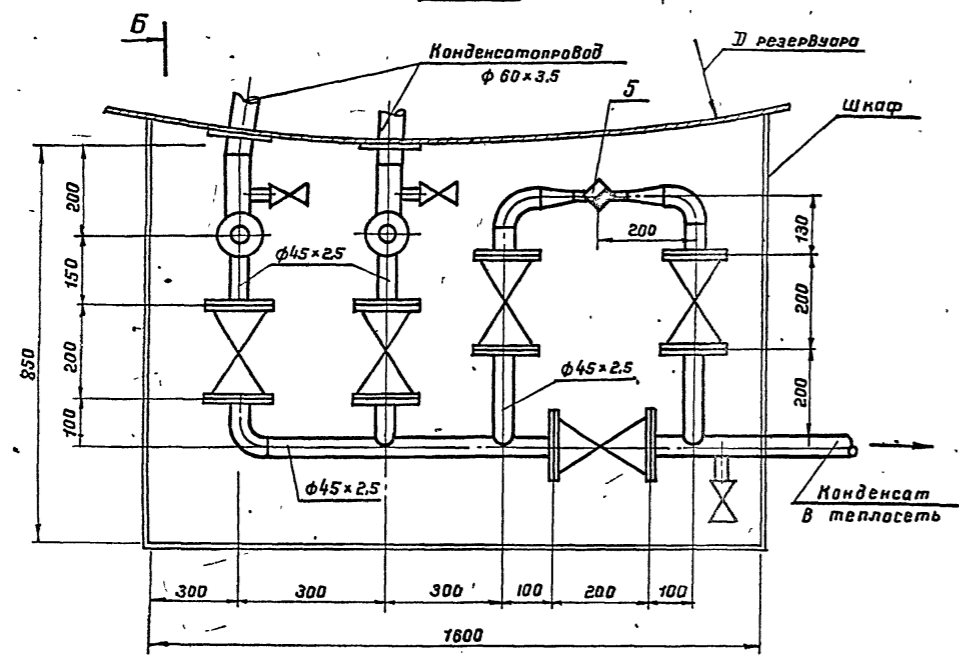 Б
Конденсатопровод
ф 60×3,5
D резервуара
5
шкаф
200
150
200
100
850
ф45×2,5
ф45×2,5
ф45×2,5
200
130
200
200
Конденсат
в теплосеть
300
300
300
100
200
100
1600